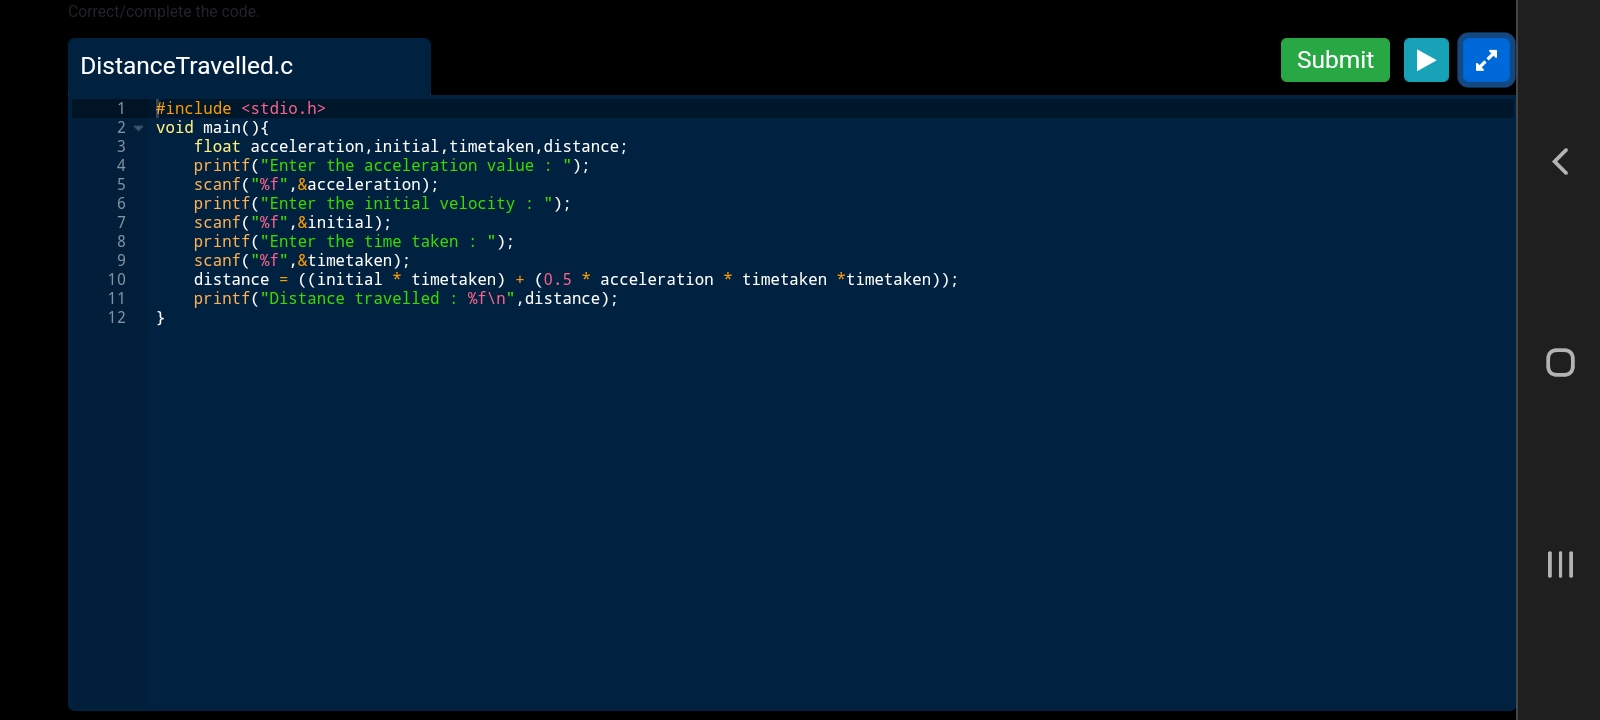 Correct/complete the code.
DistanceTravelled.c
Submit
1 #include <stdio.h>
2 void main(){
3     float acceleration,initial,timetaken,distance;
4     printf("Enter the acceleration value : ");
5     scanf("%f",&acceleration);
6     printf("Enter the initial velocity : ");
7     scanf("%f",&initial);
8     printf("Enter the time taken : ");
9     scanf("%f",&timetaken);
10     distance = ((initial * timetaken) + (0.5 * acceleration * timetaken *timetaken));
11     printf("Distance travelled : %f\n",distance);
12 }